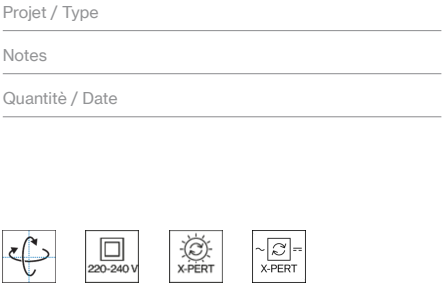 Projet / Type
Notes
Quantitè / Date
220-240 V
X-PERT
X-PERT